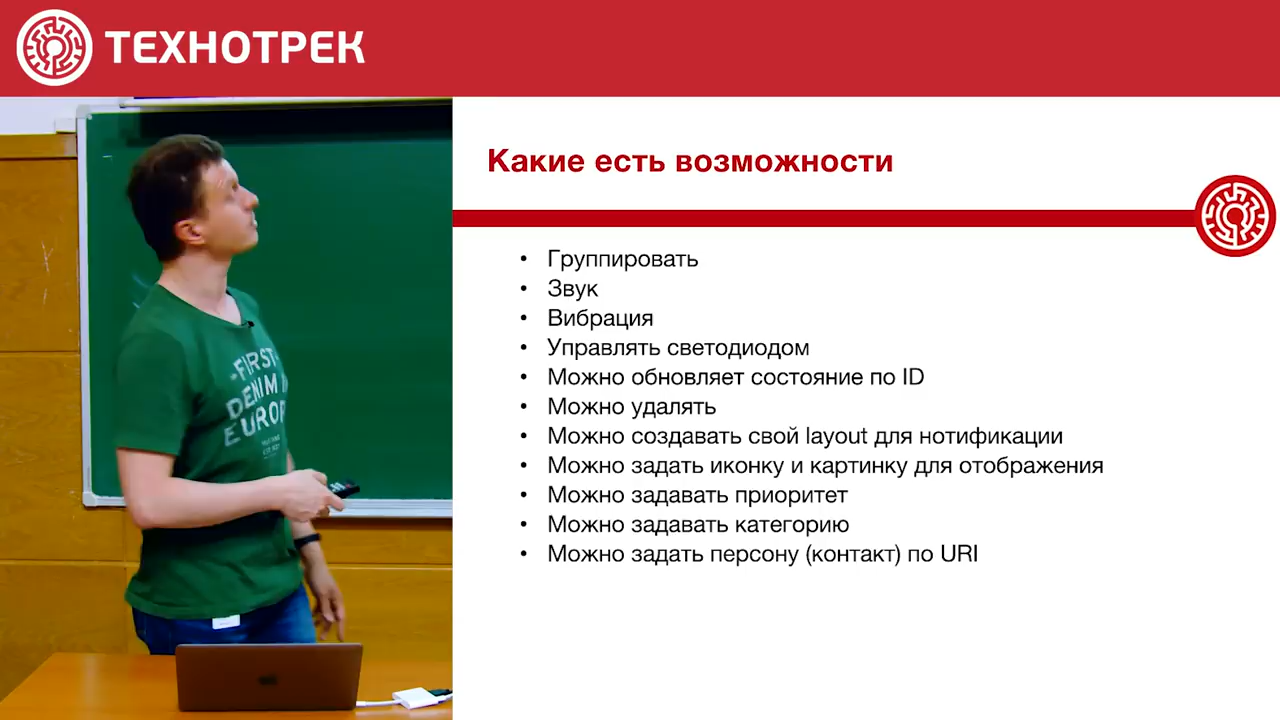 ТЕХНОТРЕК
Какие есть возможности
• Группировать
• Звук
• Вибрация
• Управлять светодиодом
• Можно обновляет состояние по ID
• Можно удалять
• Можно создавать свой layout для нотификации
• Можно задать иконку и картинку для отображения
• Можно задавать приоритет
• Можно задавать категорию
• Можно задать персону (контакт) по URI
FIRST
DENIM
EUROP